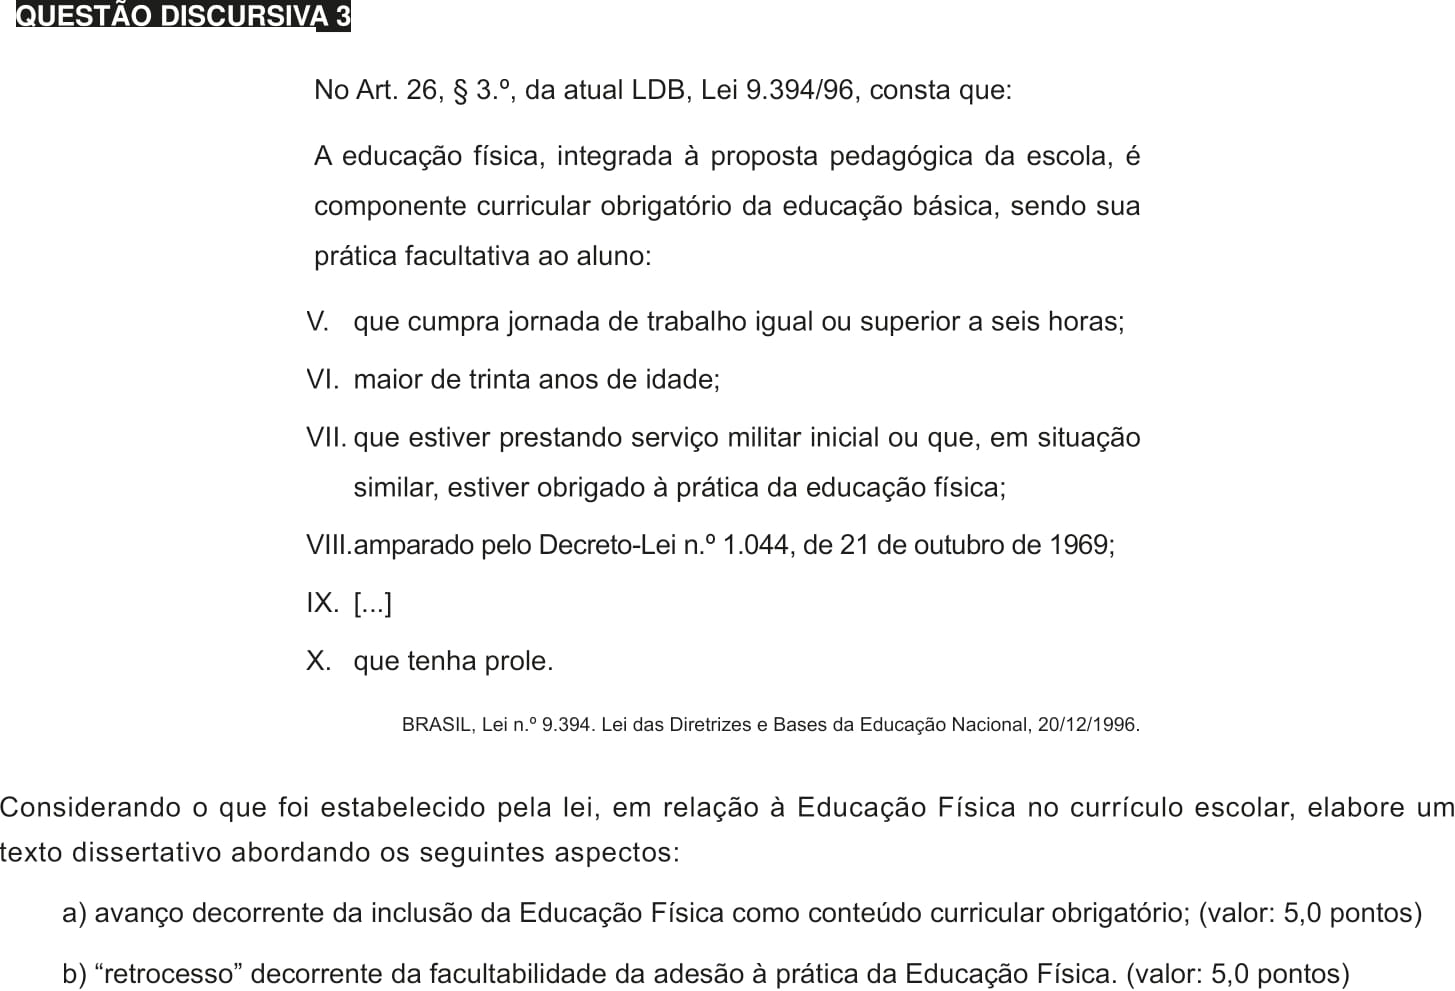 QUESTÃO DISCURSIVA 3
No Art. 26, § 3.º, da atual LDB, Lei 9.394/96, consta que:
A educação física, integrada à proposta pedagógica da escola, é
componente curricular obrigatório da educação básica, sendo sua
prática facultativa ao aluno:
V. que cumpra jornada de trabalho igual ou superior a seis horas;
VI. maior de trinta anos de idade;
VII. que estiver prestando serviço militar inicial ou que, em situação
similar, estiver obrigado à prática da educação física;
VIII.amparado pelo Decreto-Lei n.º 1.044, de 21 de outubro de 1969;
IX. [...]
X. que tenha prole.
BRASIL, Lei n.º 9.394. Lei das Diretrizes e Bases da Educação Nacional, 20/12/1996.
Considerando o que foi estabelecido pela lei, em relação à Educação Física no currículo escolar, elabore um
texto dissertativo abordando os seguintes aspectos:
a) avanço decorrente da inclusão da Educação Física como conteúdo curricular obrigatório; (valor: 5,0 pontos)
b) “retrocesso” decorrente da facultabilidade da adesão à prática da Educação Física. (valor: 5,0 pontos)